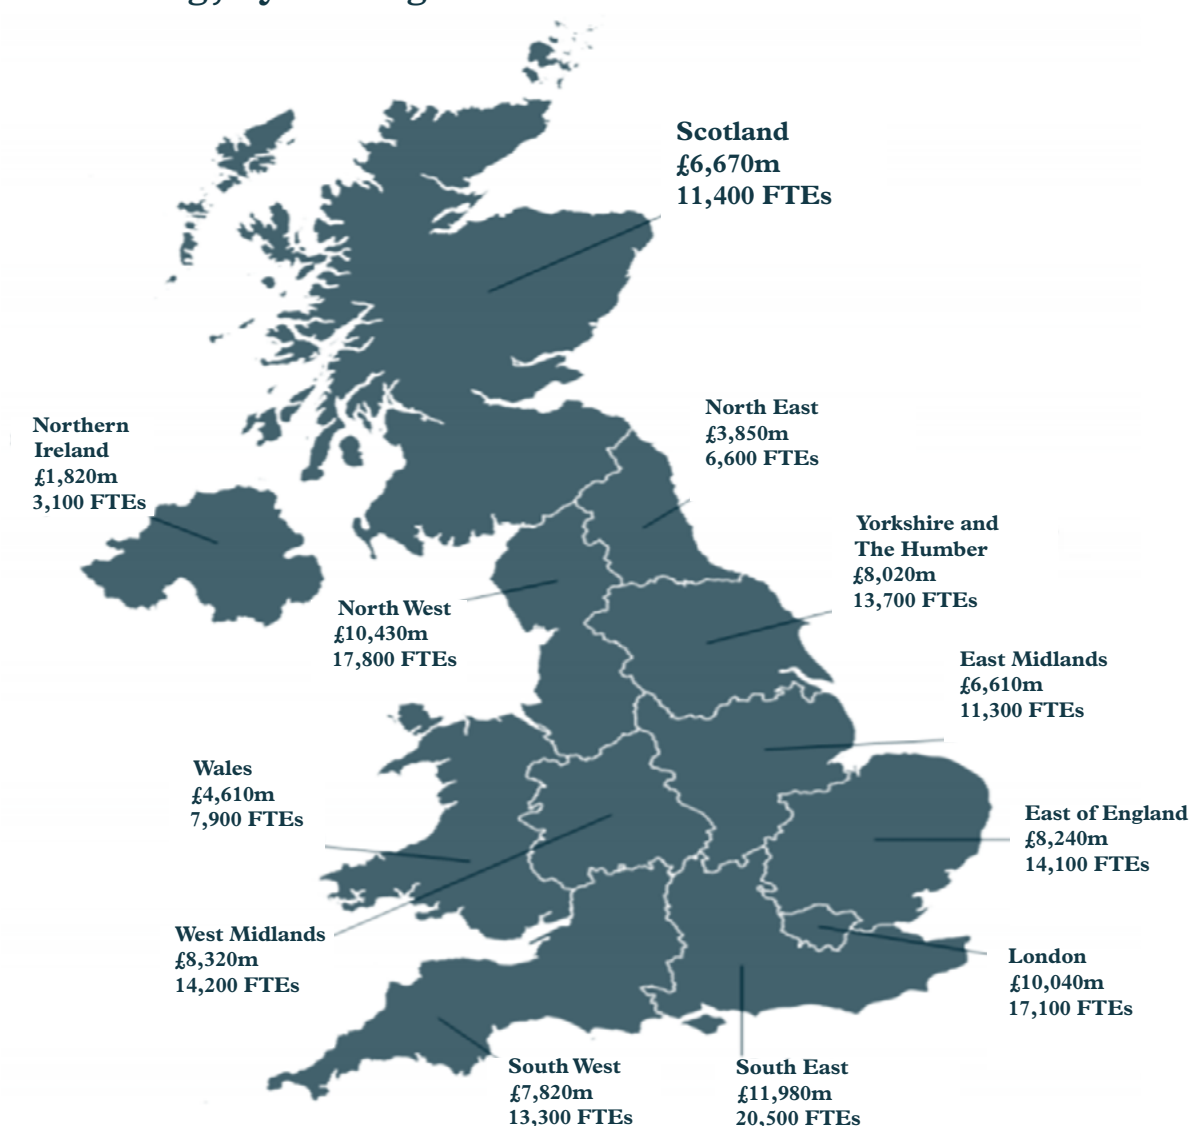 Scotland
£6,670m
11,400 FTEs
North East
£3,850m
6,600 FTEs
Northern
Ireland
£1,820m
3,100 FTEs
Yorkshire and
The Humber
£8,020m
13,700 FTEs
North West
£10,430m
17,800 FTEs
East Midlands
£6,610m
11,300 FTEs
Wales
£4,610m
7,900 FTEs
East of England
£8,240m
14,100 FTEs
West Midlands
£8,320m
14,200 FTEs
London
£10,040m
17,100 FTEs
South West
£7,820m
13,300 FTEs
South East
£11,980m
20,500 FTEs